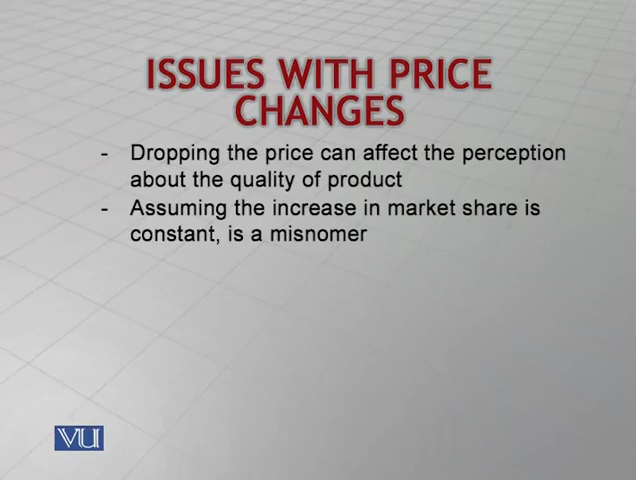 ISSUES WITH PRICE
CHANGES
- Dropping the price can affect the perception
about the quality of product
- Assuming the increase in market share is
constant, is a misnomer
VU